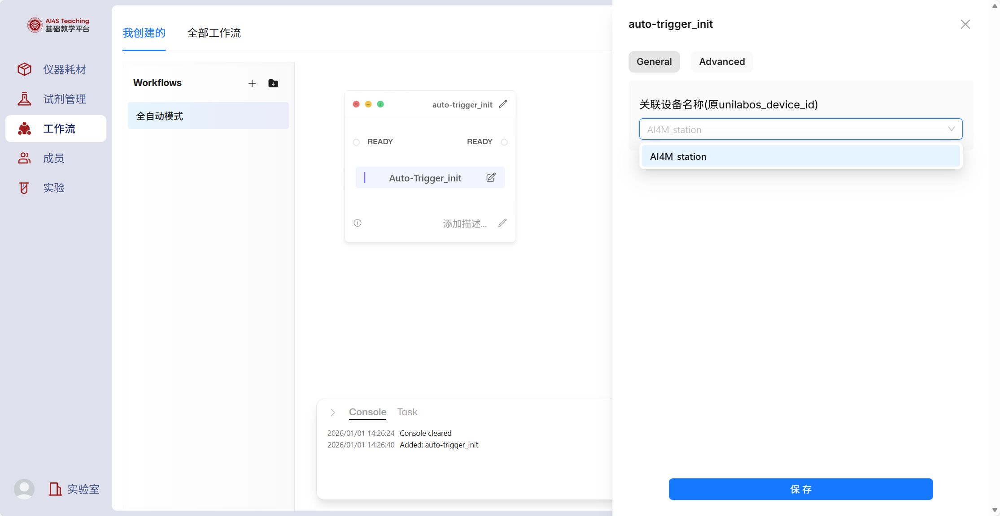 AI4S Teaching
基础教学平台
仪器耗材
试剂管理
工作流
成员
实验
实验室
我创建的
全部工作流
Workflows
全自动模式
auto-trigger_init
READY
READY
Auto-Trigger_init
添加描述...
Console
Task
2026/01/01 14:26:24 Console cleared
2026/01/01 14:26:40 Added: auto-trigger_init
auto-trigger_init
General
Advanced
关联设备名称(原unilabos_device_id)
AI4M_station
AI4M_station
保 存